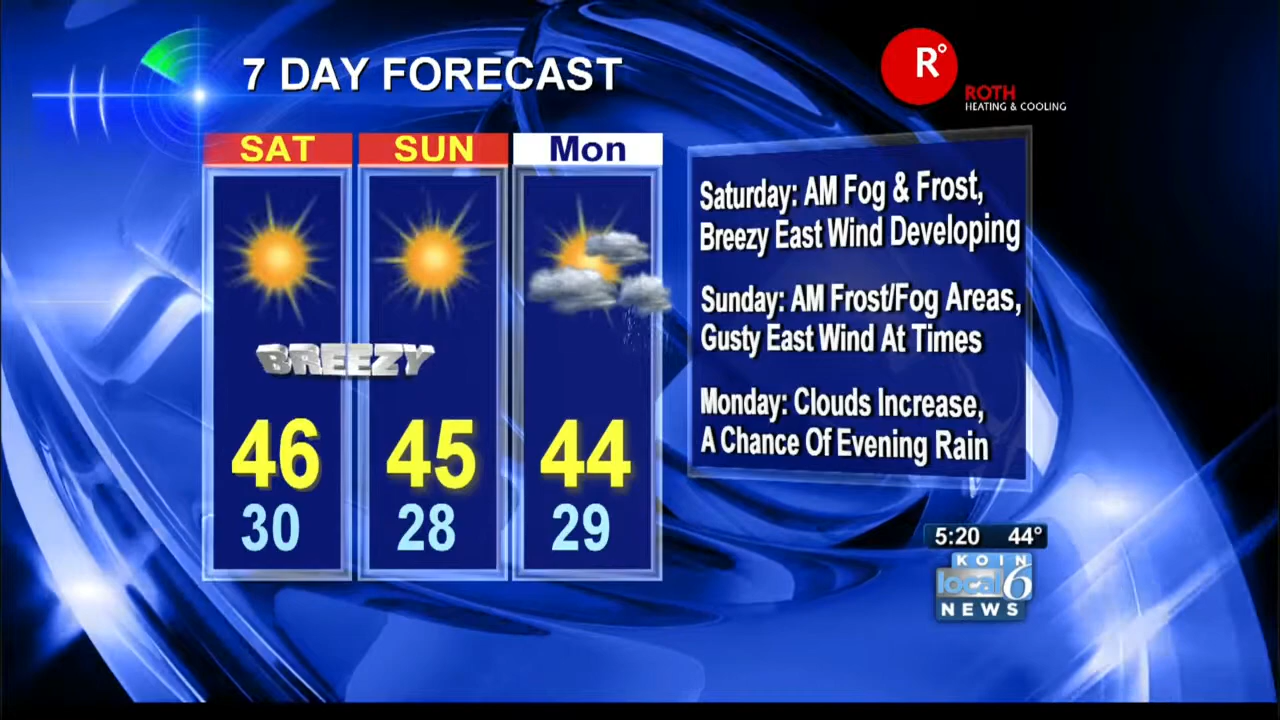 7 DAY FORECAST
R°
ROTH
HEATING & COOLING
SAT
SUN
Mon
BREEZY
46
45
44
30
28
29
Saturday: AM Fog & Frost,
Breezy East Wind Developing
Sunday: AM Frost/Fog Areas,
Gusty East Wind At Times
Monday: Clouds Increase,
A Chance Of Evening Rain
5:20 44°
KOIN
local 6
NEWS